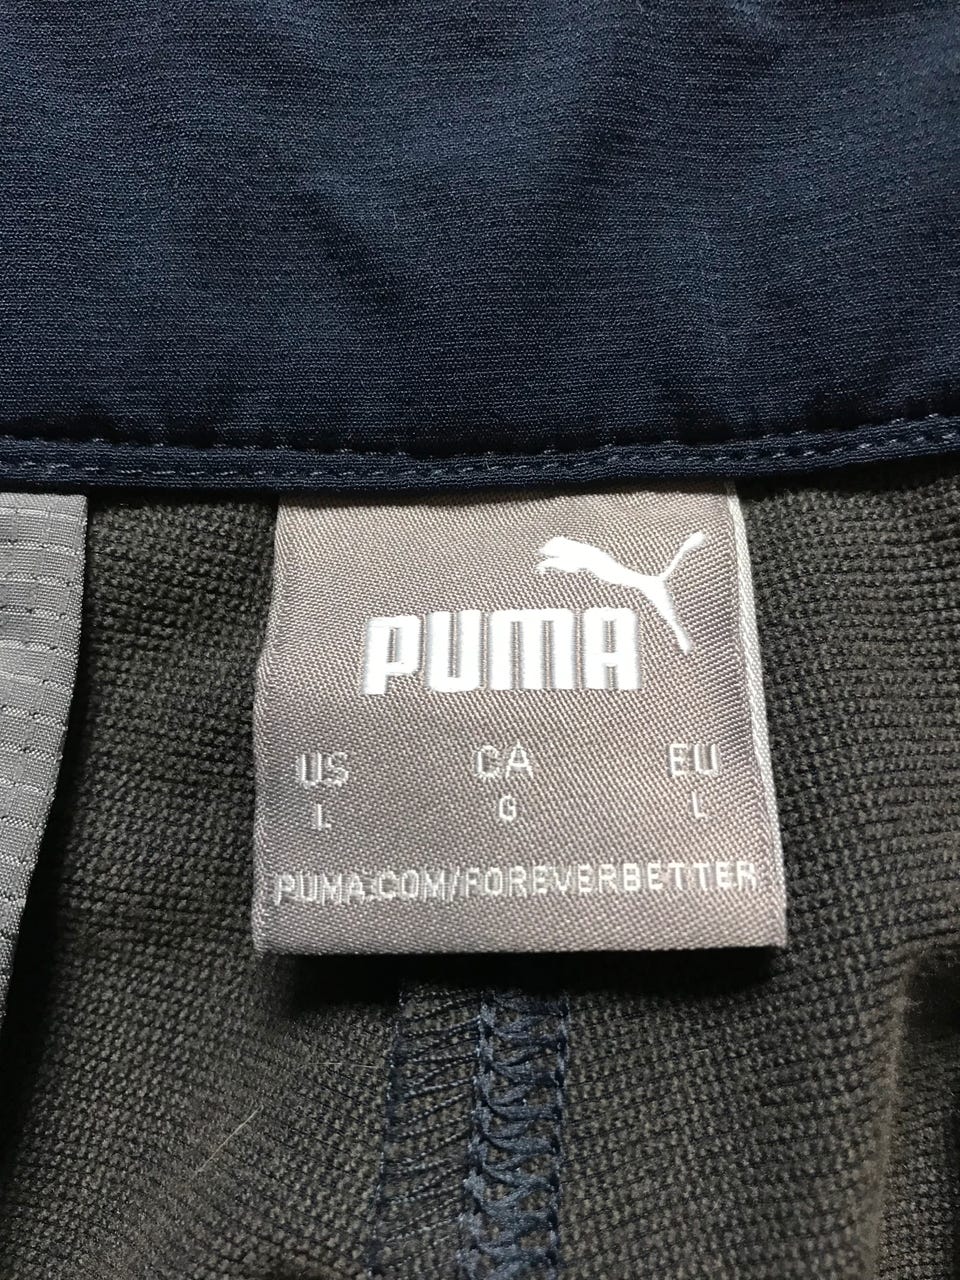 PUMA
US CA EU
L G L
PUMA.COM/FOREVERBETTER